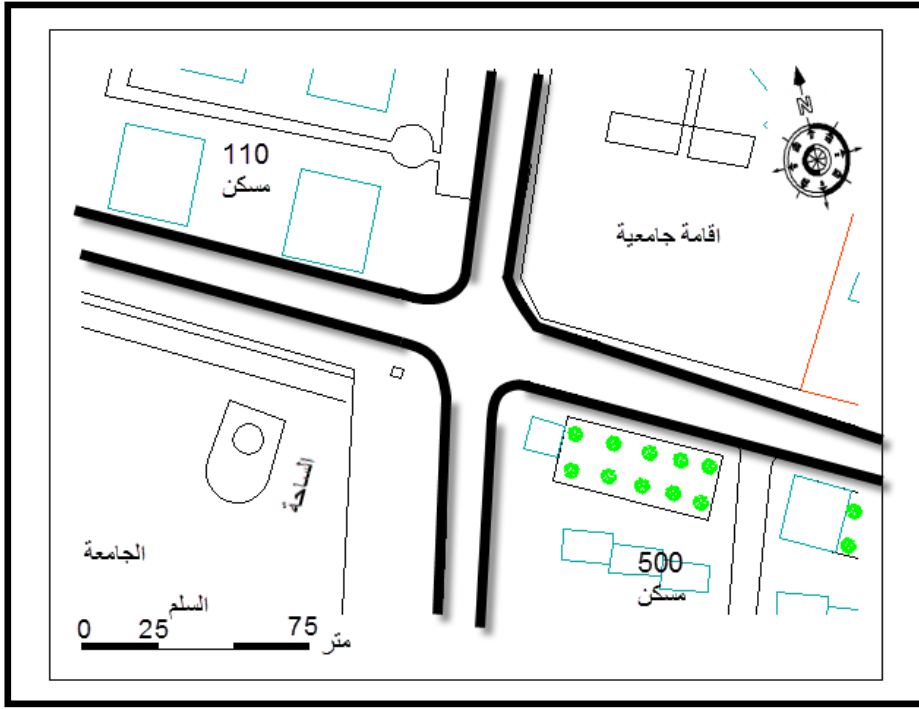 N
110
مسكن
اقامة جامعية
الساحة
الجامعة
500
مسكن
السلم
0 25 75 متر